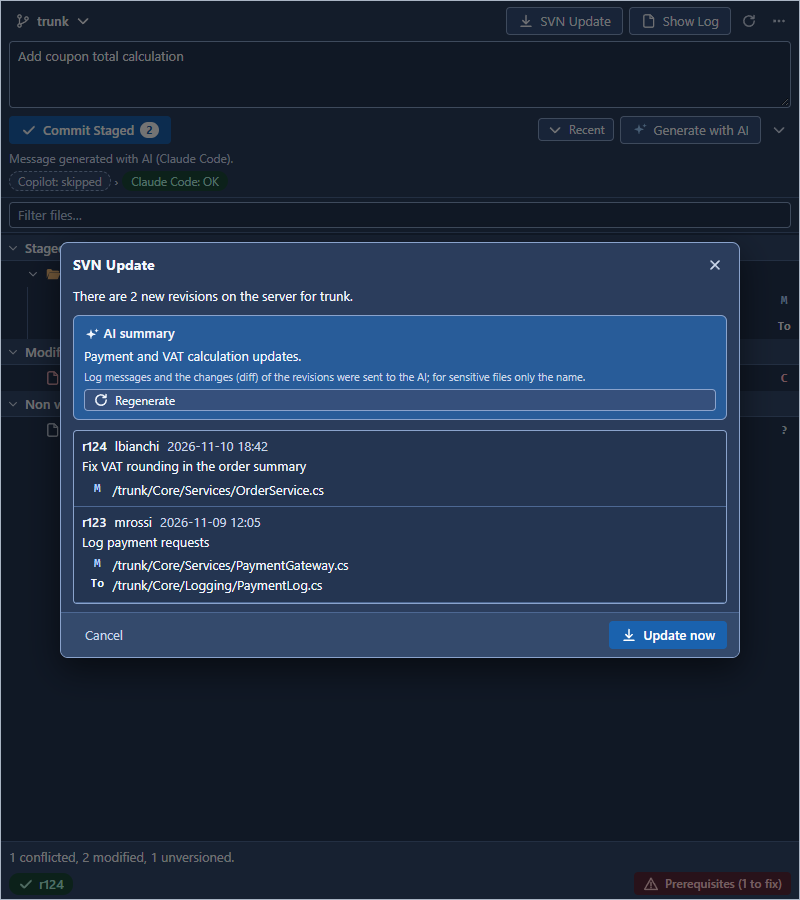 trunk
SVN Update
Show Log
Add coupon total calculation
Commit Staged 2
Recent
Generate with AI
Message generated with AI (Claude Code).
Copilot: skipped › Claude Code: OK
Filter files...
SVN Update
There are 2 new revisions on the server for trunk.
AI summary
Payment and VAT calculation updates.
Log messages and the changes (diff) of the revisions were sent to the AI; for sensitive files only the name.
Regenerate
r124 lbianchi 2026-11-10 18:42
Fix VAT rounding in the order summary
M /trunk/Core/Services/OrderService.cs
r123 mrossi 2026-11-09 12:05
Log payment requests
M /trunk/Core/Services/PaymentGateway.cs
To /trunk/Core/Logging/PaymentLog.cs
Cancel
Update now
M
To
C
?
1 conflicted, 2 modified, 1 unversioned.
r124
Prerequisites (1 to fix)